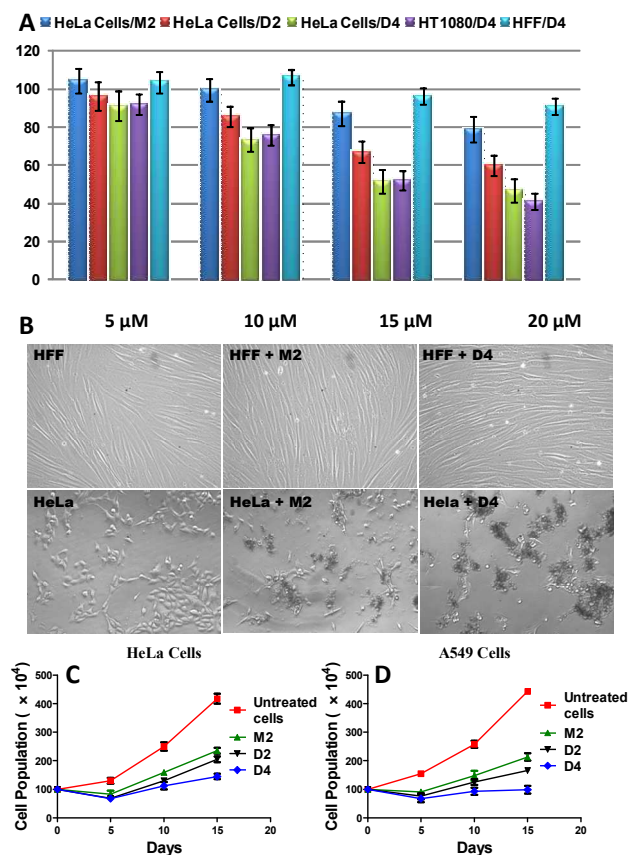 A
HeLa Cells/M2 HeLa Cells/D2 HeLa Cells/D4 HT1080/D4 HFF/D4
120
100
80
60
40
20
0
5 μM 10 μM 15 μM 20 μM
B
HFF HFF + M2 HFF + D4
HeLa HeLa + M2 Hela + D4
HeLa Cells
C
Cell Population ( × 10⁴)
500
400
300
200
100
0
0 5 10 15 20
Days
Untreated
cells
M2
D2
D4
A549 Cells
D
Cell Population ( × 10⁴)
500
400
300
200
100
0
0 5 10 15 20
Days
Untreated
cells
M2
D2
D4